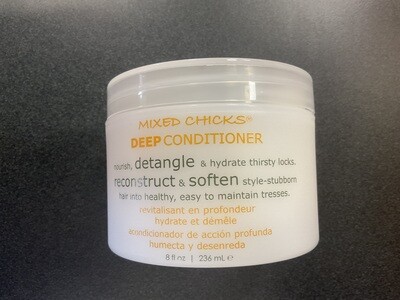 MIXED CHICKS®
DEEP CONDITIONER
nourish, detangle & hydrate thirsty locks.
reconstruct & soften style-stubborn
hair into healthy, easy to maintain tresses.
revitalisant en profondeur
hydrate et démêle
acondicionador de acción profunda
humecta y desenreda
8 fl oz | 236 mL ℮